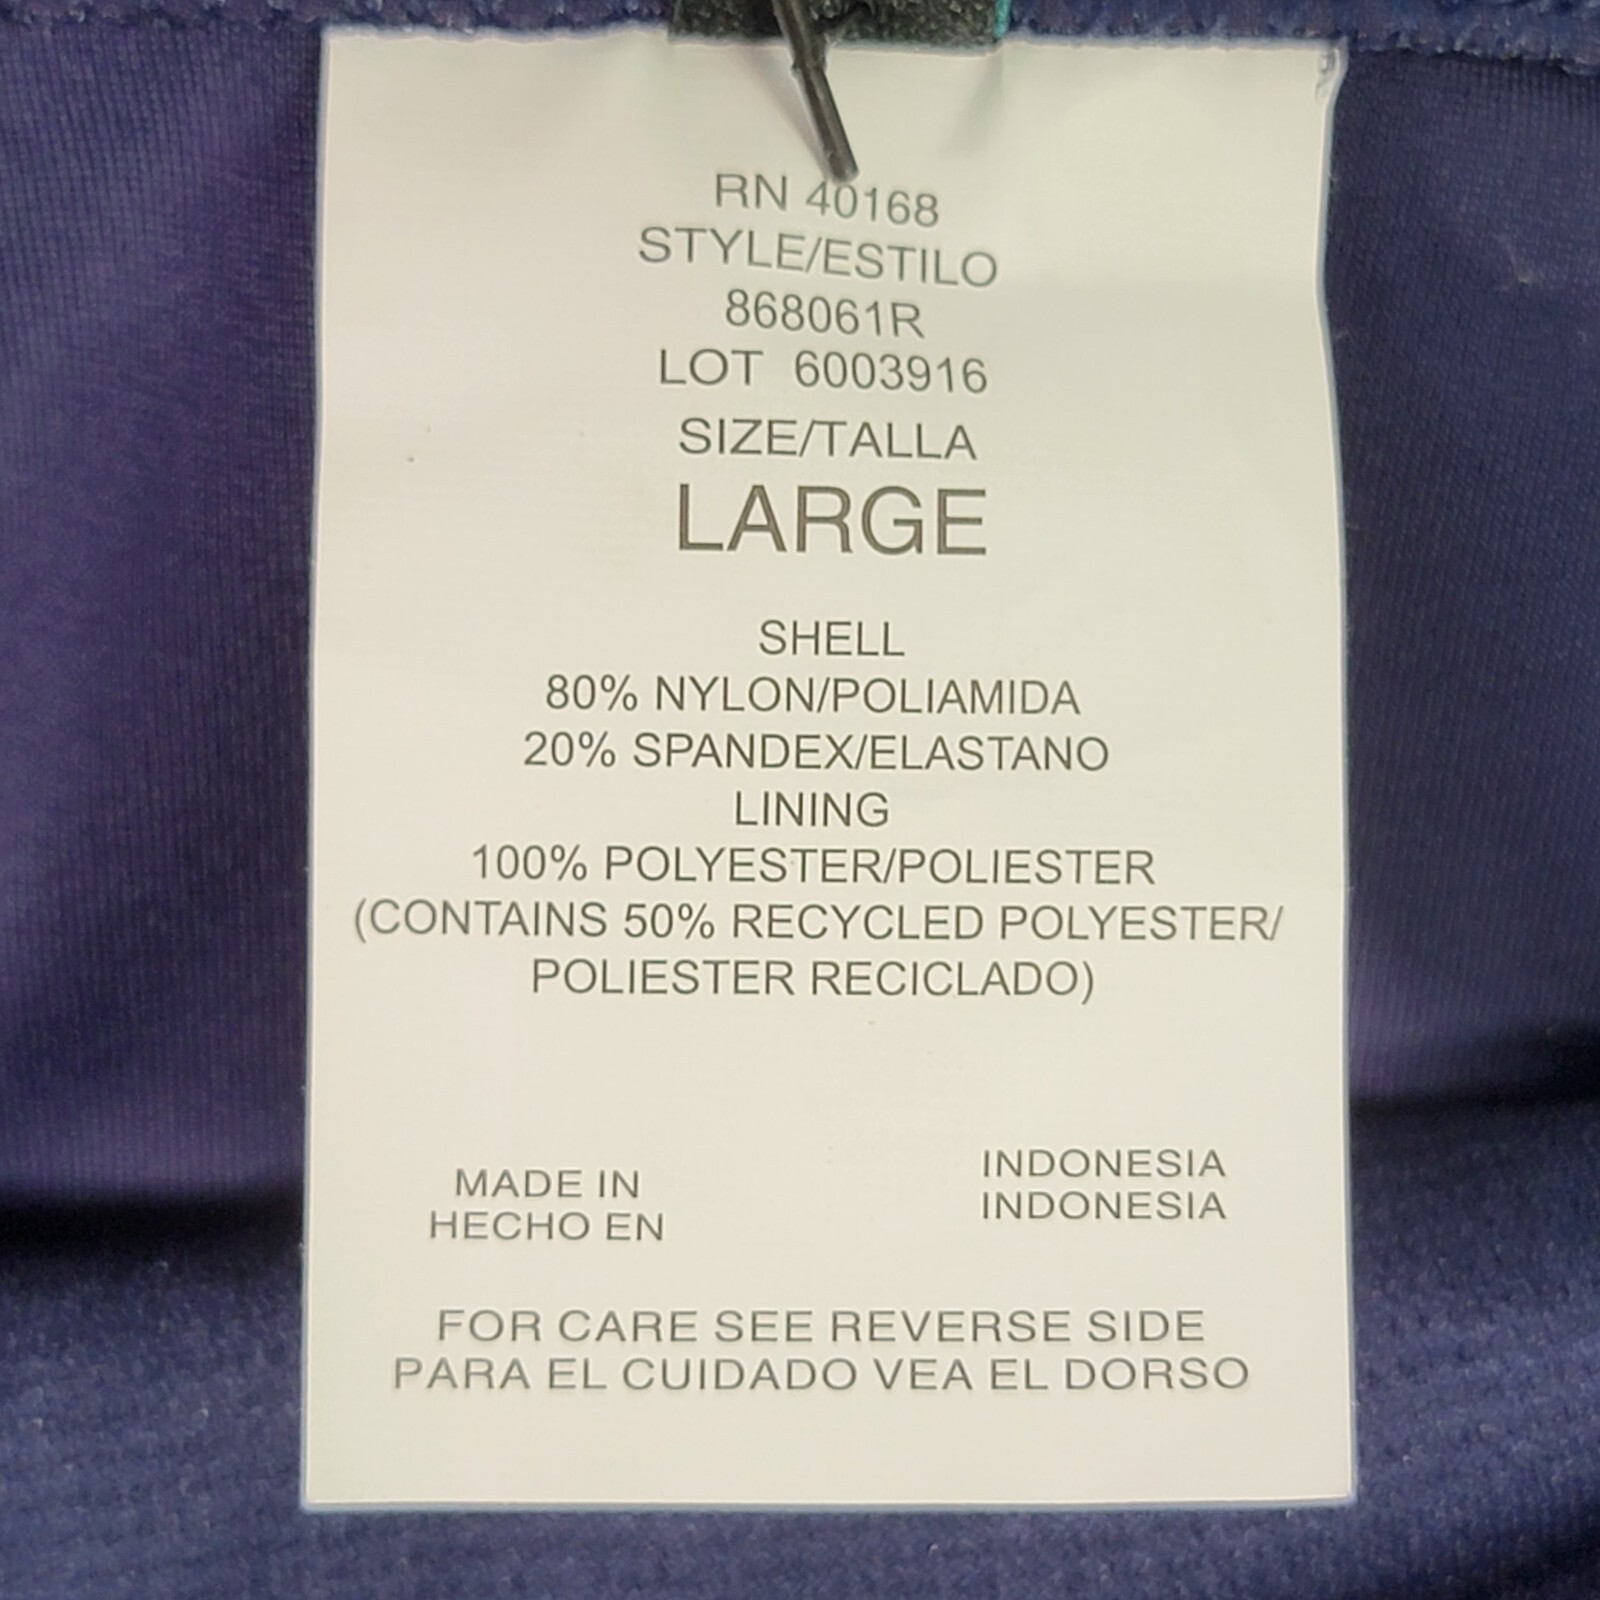 RN 40168
STYLE/ESTILO
868061R
LOT 6003916
SIZE/TALLA
LARGE
SHELL
80% NYLON/POLIAMIDA
20% SPANDEX/ELASTANO
LINING
100% POLYESTER/POLIESTER
(CONTAINS 50% RECYCLED POLYESTER/
POLIESTER RECICLADO)
MADE IN INDONESIA
HECHO EN INDONESIA
FOR CARE SEE REVERSE SIDE
PARA EL CUIDADO VEA EL DORSO